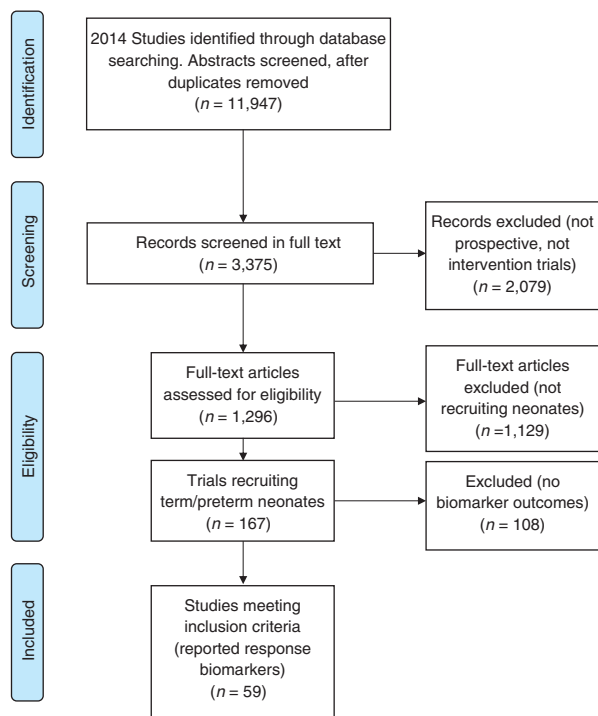 Identification
2014 Studies identified through database
searching. Abstracts screened, after
duplicates removed
(n = 11,947)
Screening
Records screened in full text
(n = 3,375)
Records excluded (not
prospective, not
intervention trials)
(n = 2,079)
Eligibility
Full-text articles
assessed for eligibility
(n = 1,296)
Full-text articles
excluded (not
recruiting neonates)
(n =1,129)
Trials recruiting
term/preterm neonates
(n = 167)
Excluded (no
biomarker outcomes)
(n = 108)
Included
Studies meeting
inclusion criteria
(reported response
biomarkers)
(n = 59)